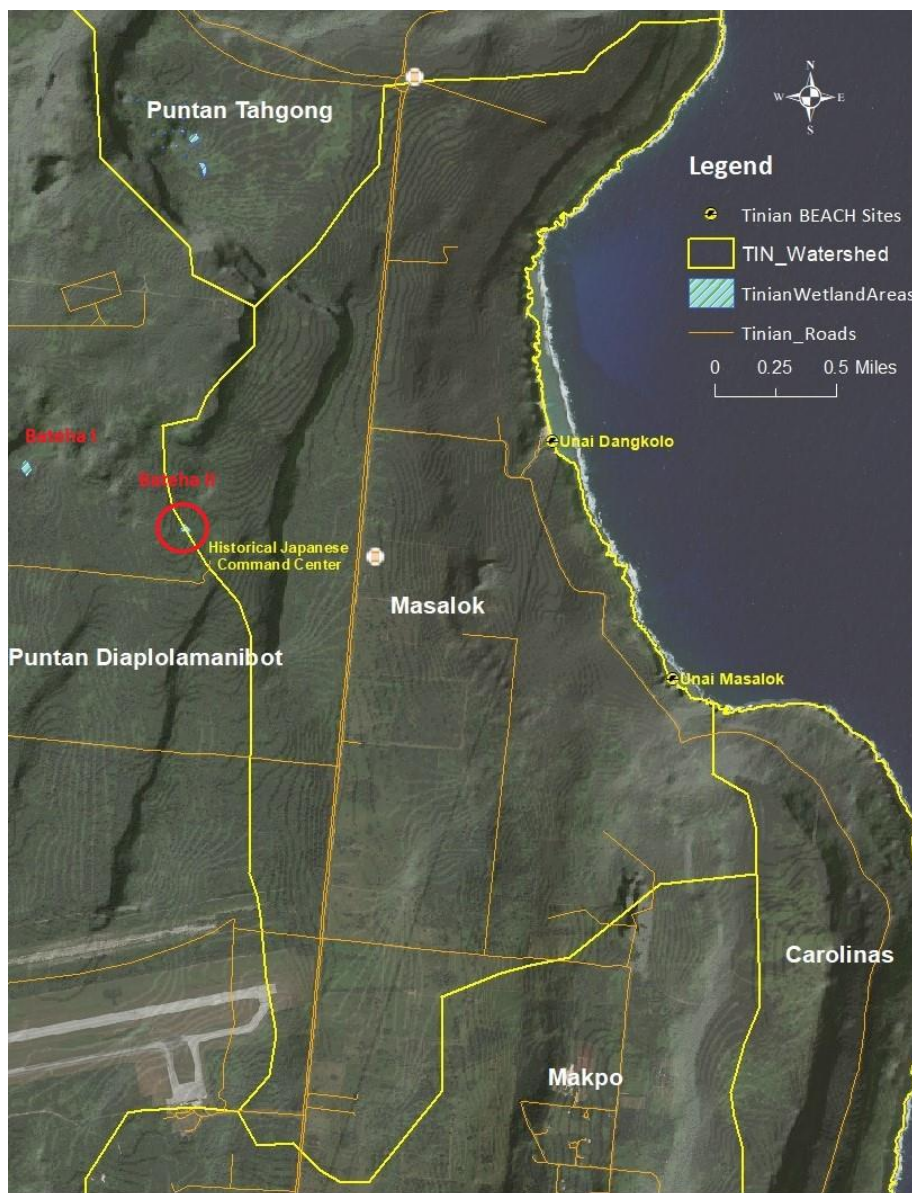 Puntan Tahgong
N
W E
S
Legend
Tinian BEACH Sites
TIN_Watershed
TinianWetlandAreas
Tinian_Roads
0 0.25 0.5 Miles
Bateha I
Unai Dangkolo
Bateha II
Historical Japanese
Command Center
Masalok
Puntan Diaplolamanibot
Unai Masalok
Carolinas
Makpo